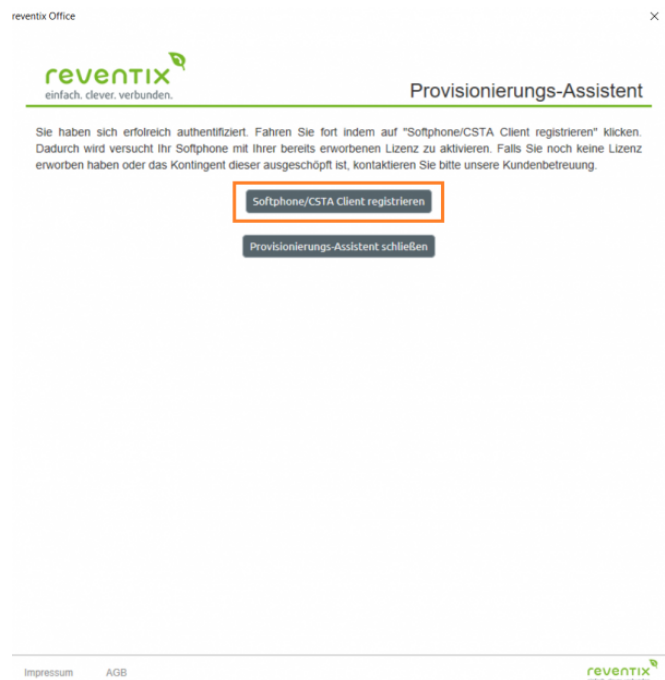 reventix Office
reventix
einfach. clever. verbunden.
Provisionierungs-Assistent
Sie haben sich erfolreich authentifiziert. Fahren Sie fort indem auf "Softphone/CSTA Client registrieren" klicken.
Dadurch wird versucht Ihr Softphone mit Ihrer bereits erworbenen Lizenz zu aktivieren. Falls Sie noch keine Lizenz
erworben haben oder das Kontingent dieser ausgeschöpft ist, kontaktieren Sie bitte unsere Kundenbetreuung.
Softphone/CSTA Client registrieren
Provisionierungs-Assistent schließen
Impressum AGB
reventix